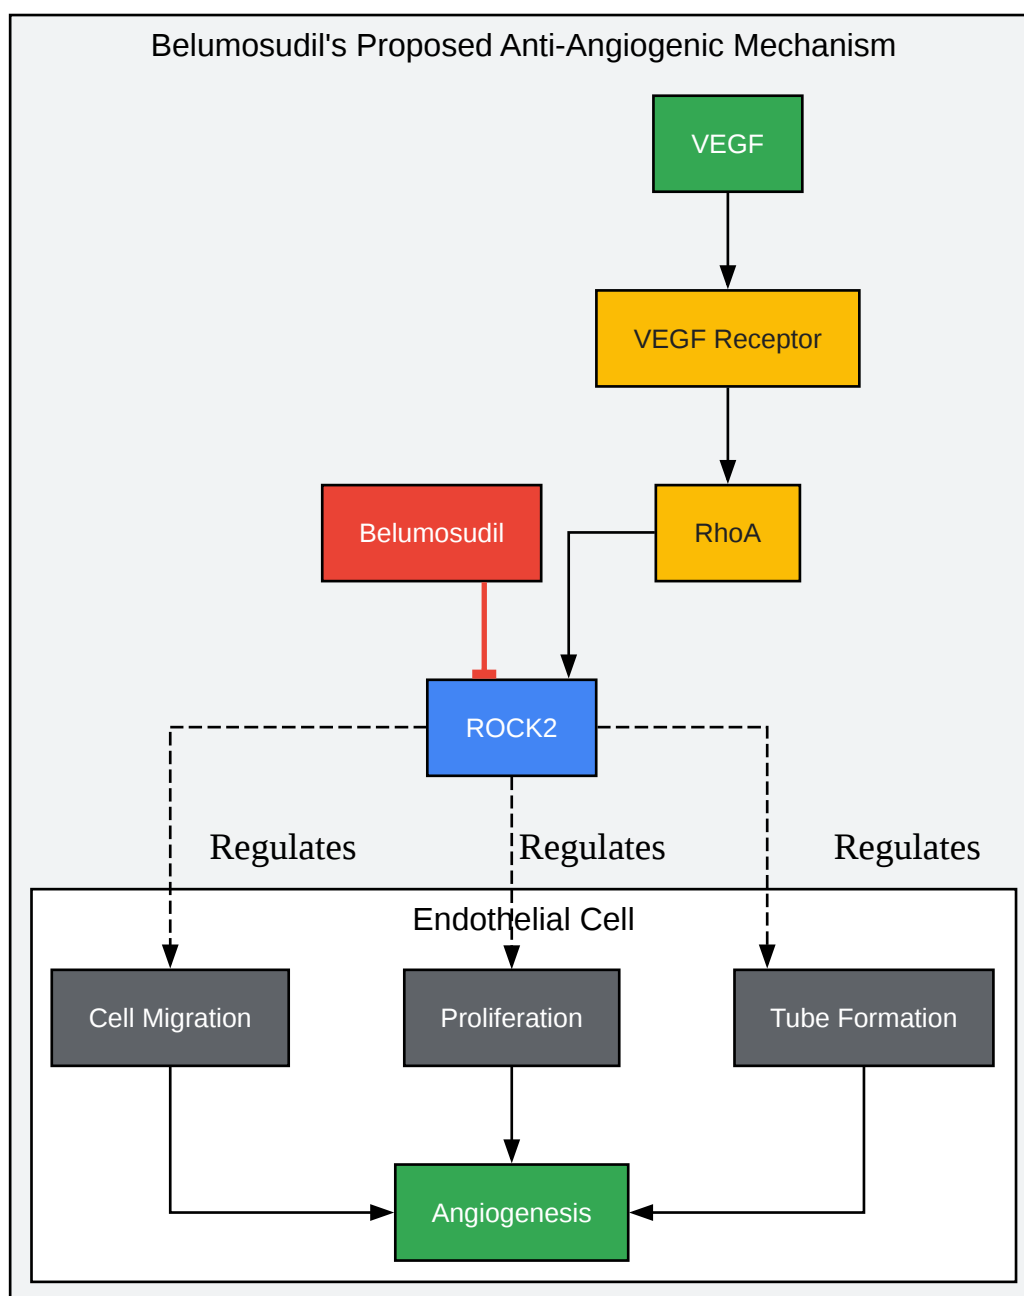 Belumosudil's Proposed Anti-Angiogenic Mechanism
VEGF
VEGF Receptor
Belumosudil
RhoA
ROCK2
Regulates
Regulates
Regulates
Endothelial Cell
Cell Migration
Proliferation
Tube Formation
Angiogenesis